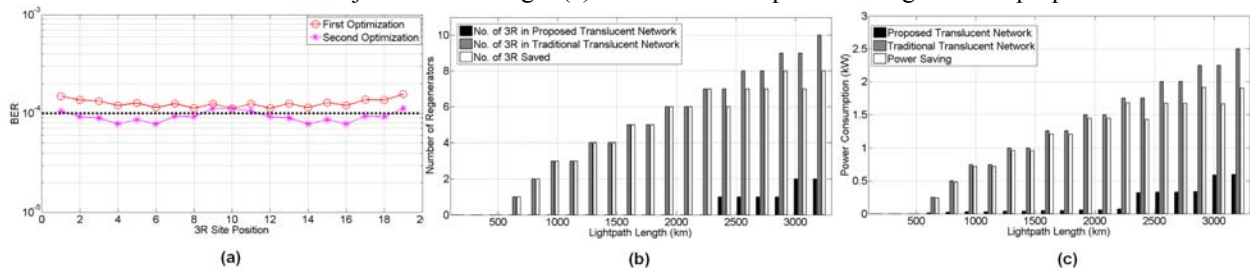 10⁻³
First Optimization
Second Optimization
BER
10⁻⁴
10⁻⁵
0 2 4 6 8 10 12 14 16 18 20
3R Site Position
(a)
No. of 3R in Proposed Translucent Network
No. of 3R in Traditional Translucent Network
No. of 3R Saved
Number of Regenerators
10
8
6
4
2
0
500 1000 1500 2000 2500 3000
Lightpath Length (km)
(b)
Proposed Translucent Network
Traditional Translucent Network
Power Saving
Power Consumption (kW)
3
2.5
2
1.5
1
0.5
0
500 1000 1500 2000 2500 3000
Lightpath Length (km)
(c)